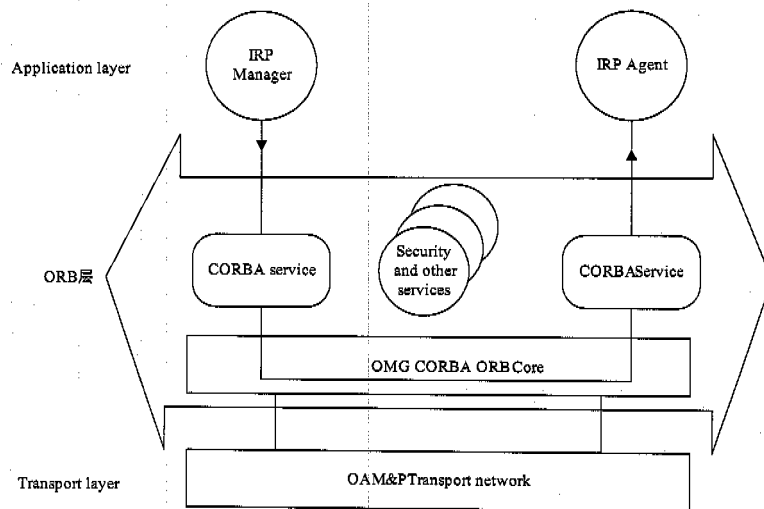 Application layer
IRP
Manager
IRP Agent
ORB层
CORBA service
Security
and other
services
CORBAService
OMG CORBA ORBCore
Transport layer
OAM&PTransport network